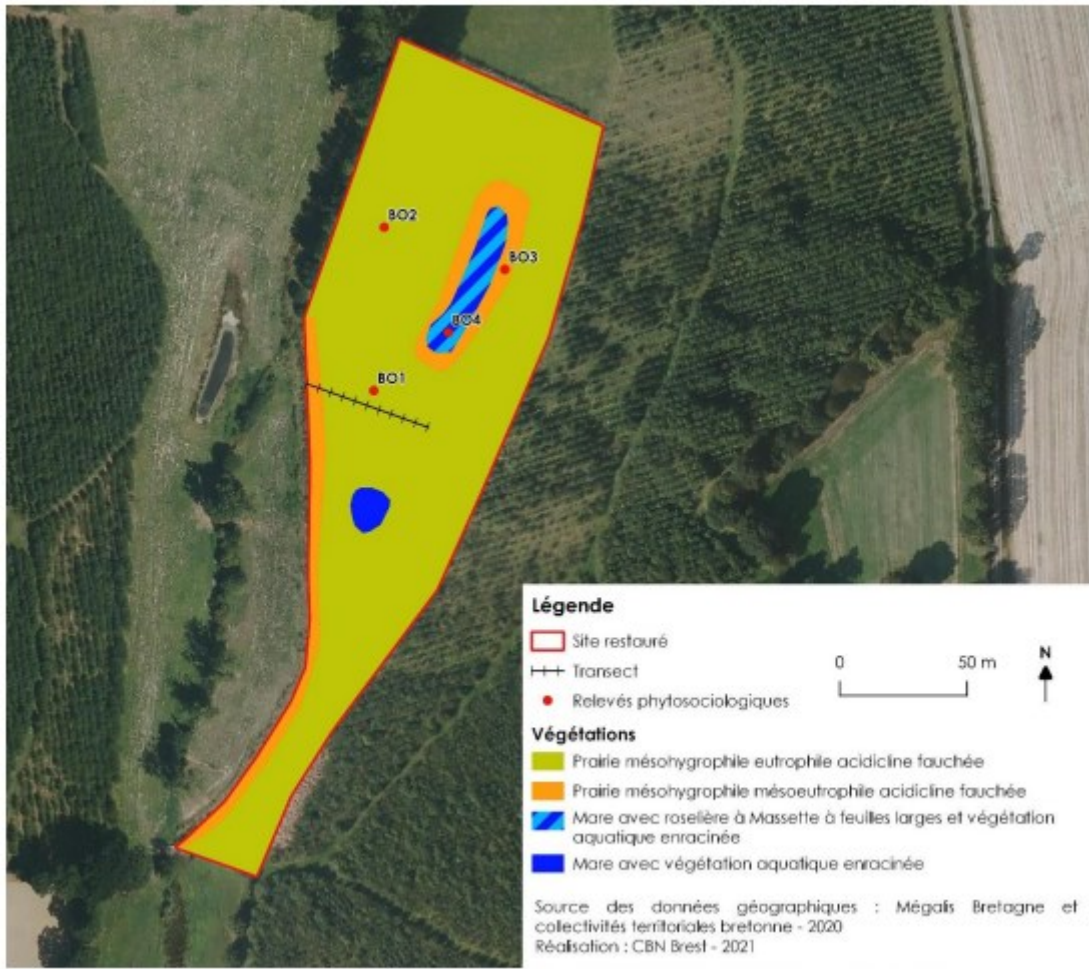 BO2
BO3
BO4
BO1
Légende
Site restauré
Transect
Relevés phytosociologiques
0 50 m
N
Végétations
Prairie mésohygrophile eutrophile acidicline fauchée
Prairie mésohygrophile mésoeutrophile acidicline fauchée
Mare avec roselière à Massette à feuilles larges et végétation
aquatique enracinée
Mare avec végétation aquatique enracinée
Source des données géographiques : Mégalis Bretagne et
collectivités territoriales bretonne - 2020
Réalisation : CBN Brest - 2021